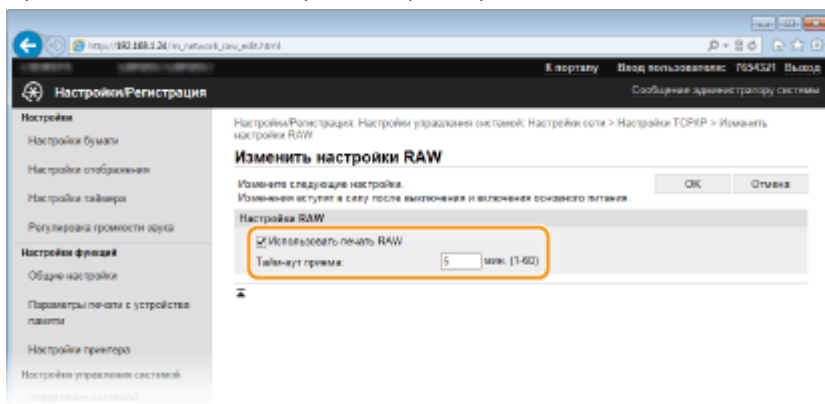 http://192.168.1.24/m_network_raw_edit.html
К порталу Вход пользователем: 7654321 Выход
Настройки/Регистрация
Сообщение администратору системы
Настройки
Настройки бумаги
Настройки отображения
Настройки таймера
Регулировка громкости звука
Настройки функций
Общие настройки
Параметры печати с устройства
памяти
Настройки принтера
Настройки управления системой
Управление системой
Настройки/Регистрация: Настройки управления системой: Настройки сети > Настройки TCP/IP > Изменить
настройки RAW
Изменить настройки RAW
Измените следующие настройки.
Изменения вступят в силу после выключения и включения основного питания.
OK Отмена
Настройки RAW
Использовать печать RAW
Тайм-аут приема: 5 мин. (1-60)